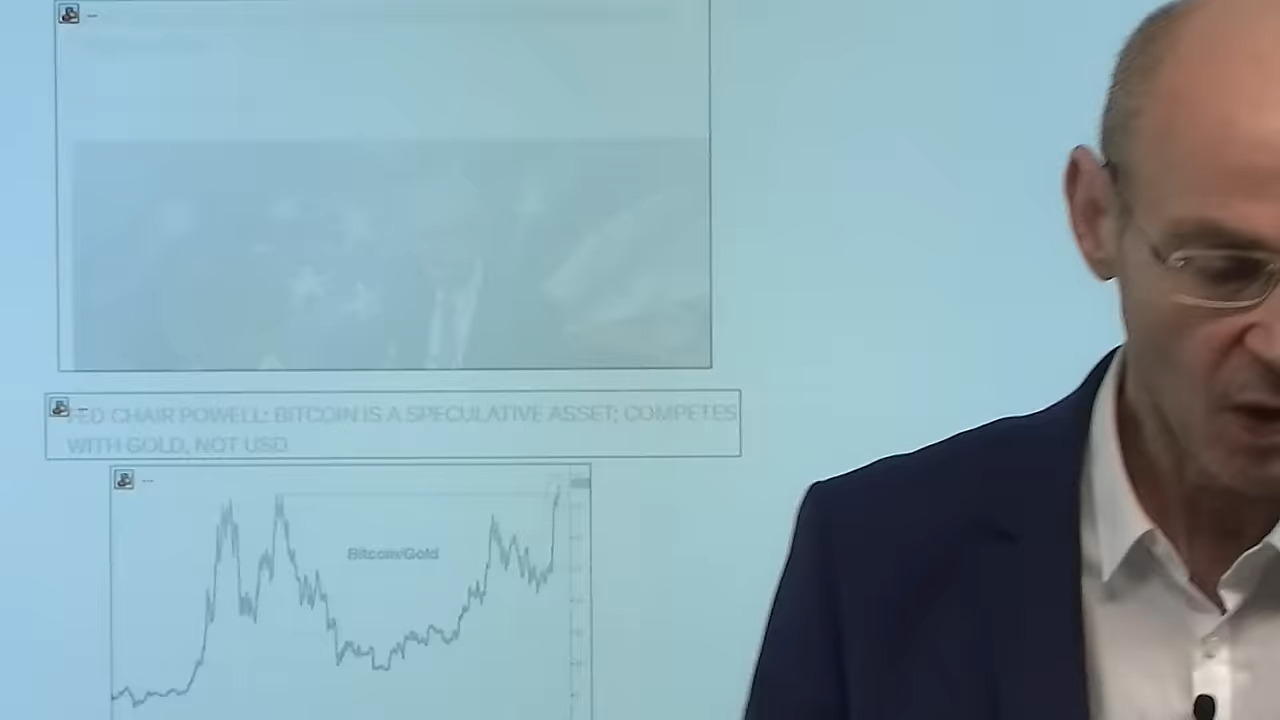 FED CHAIR POWELL: BITCOIN IS A SPECULATIVE ASSET; COMPETES
WITH GOLD, NOT USD
Bitcoin/Gold